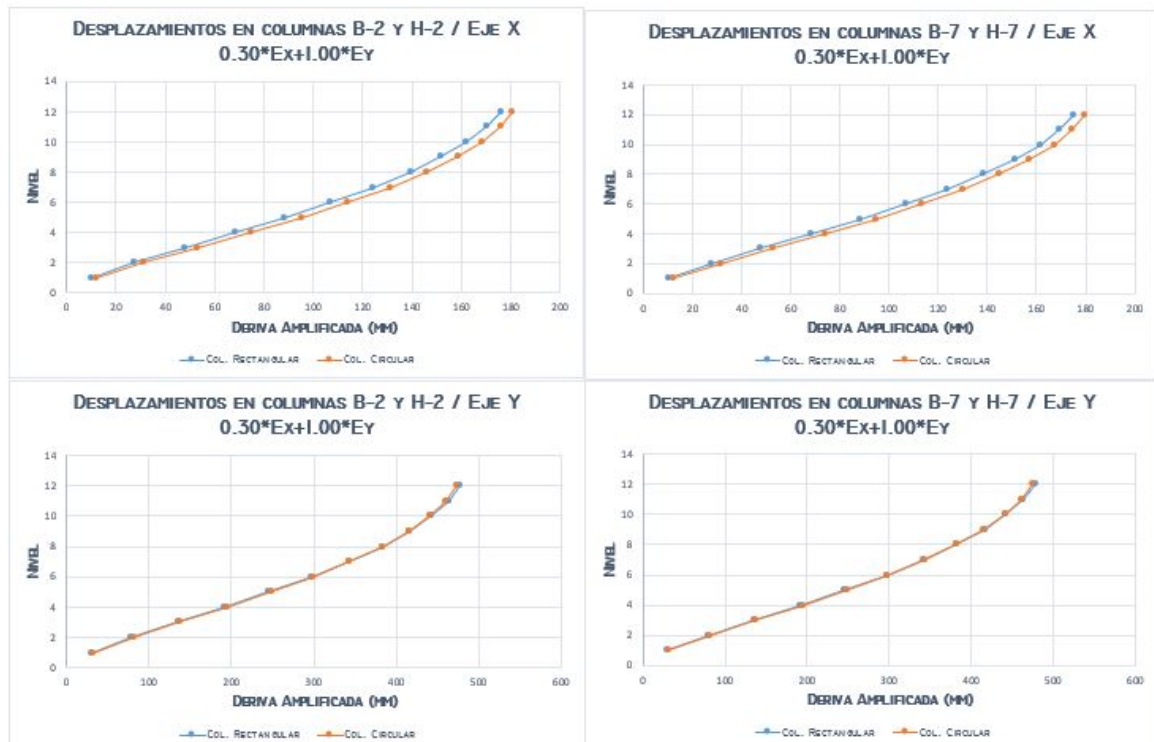 DESPLAZAMIENTOS EN COLUMNAS B-2 Y H-2 / EJE X
0.30*EX+1.00*EY
14
12
10
8
6
4
2
0
NIVEL
0 20 40 60 80 100 120 140 160 180 200
DERIVA AMPLIFICADA (MM)
COL. RECTANGULAR COL. CIRCULAR
DESPLAZAMIENTOS EN COLUMNAS B-7 Y H-7 / EJE X
0.30*EX+1.00*EY
14
12
10
8
6
4
2
0
NIVEL
0 20 40 60 80 100 120 140 160 180 200
DERIVA AMPLIFICADA (MM)
COL. RECTANGULAR COL. CIRCULAR
DESPLAZAMIENTOS EN COLUMNAS B-2 Y H-2 / EJE Y
0.30*EX+1.00*EY
14
12
10
8
6
4
2
0
NIVEL
0 100 200 300 400 500 600
DERIVA AMPLIFICADA (MM)
COL. RECTANGULAR COL. CIRCULAR
DESPLAZAMIENTOS EN COLUMNAS B-7 Y H-7 / EJE Y
0.30*EX+1.00*EY
14
12
10
8
6
4
2
0
NIVEL
0 100 200 300 400 500 600
DERIVA AMPLIFICADA (MM)
COL. RECTANGULAR COL. CIRCULAR